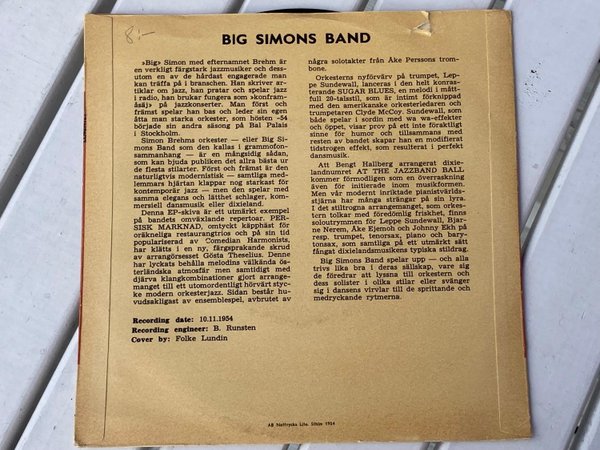 8:-
BIG SIMONS BAND
»Big» Simon med efternamnet Brehm är
en verkligt färgstark jazzmusiker och dess-
utom en av de hårdast engagerade man
kan träffa på i branschen. Han skriver ar-
tiklar om jazz, han pratar och spelar jazz
i radio, han brukar fungera som »konfram-
åsåj» på jazzkonserter. Man först och
främst spelar han bas och leder sin egen
åtta man starka orkester, som hösten -54
började sin andra säsong på Bal Palais
i Stockholm.
Simon Brehms orkester — eller Big Si-
mons Band som den kallas i grammofon-
sammanhang — är en mångsidig sådan,
som kan bjuda publiken det allra bästa ur
de flesta stilarter. Först och främst är den
naturligtvis modernistisk — samtliga med-
lemmars hjärtan klappar nog starkast för
kontemporär jazz — men den spelar med
samma elegans och lätthet schlager, kom-
mersiell dansmusik eller dixieland.
Denna EP-skiva är ett utmärkt exempel
på bandets omväxlande repertoar. PER-
SISK MARKNAD, omtyckt käpphäst för
oräkneliga restaurangtrios och på sin tid
populariserad av Comedian Harmonists,
har klätts i en ny, färgsprakande skrud
av arrangörsesset Gösta Theselius. Denne
har lyckats behålla melodins välkända ös-
terländska atmosfär men samtidigt med
djärva klangkombinationer gjort arrange-
manget till ett utomordentligt hörvärt styc-
ke modern orkesterjazz. Sidan består hu-
vudsakligast av ensemblespel, avbrutet av
några solotakter från Åke Perssons trom-
bone.
Orkesterns nyförvärv på trumpet, Lep-
pe Sundewall, lanceras i den helt konras-
terande SUGAR BLUES, en melodi i mått-
full 20-talsstil, som är intimt förknippad
med den amerikanske orkesterledaren och
trumpetaren Clyde McCoy. Sundewall, som
både spelar i sordin med wa wa-effekter
och öppet, visar prov på ett inte föraktligt
sinne för humor och tillsammans med
resten av bandet skapar han en modifierat
tidstrogen effekt, som resulterat i perfekt
dansmusik.
Att Bengt Hallberg arrangerat dixie-
landnumret AT THE JAZZBAND BALL
kommer förmodligen som en överraskning
även för initierade inom musikformen.
Men vår modernt inriktade pianistvärlds-
stjärna har många strängar på sin lyra.
I det stiltrogna arrangemanget, som orkes-
tern tolkar med föredömlig friskhet, finns
soloutrymmen för Leppe Sundewall, Bjar-
ne Nerem, Åke Ejemoh och Johnny Ekh på
resp. trumpet, tenorsax, piano och bary-
tonsax, som samtliga på ett utmärkt sätt
fångat dixielandsmusikens typiska stildrag.
Big Simons Band spelar upp — och alla
trivs lika bra i deras sällskap, vare sig
de föredrar att lyssna till orkestern och
dess solister i olika stilar eller svänger
sig i dansens virvlar till de sprittande och
medryckande rytmerna.
Recording date: 10.11.1954
Recording engineer: B. Runsten
Cover by: Folke Lundin
AB Nettrycks Lito, Sthlm 1954